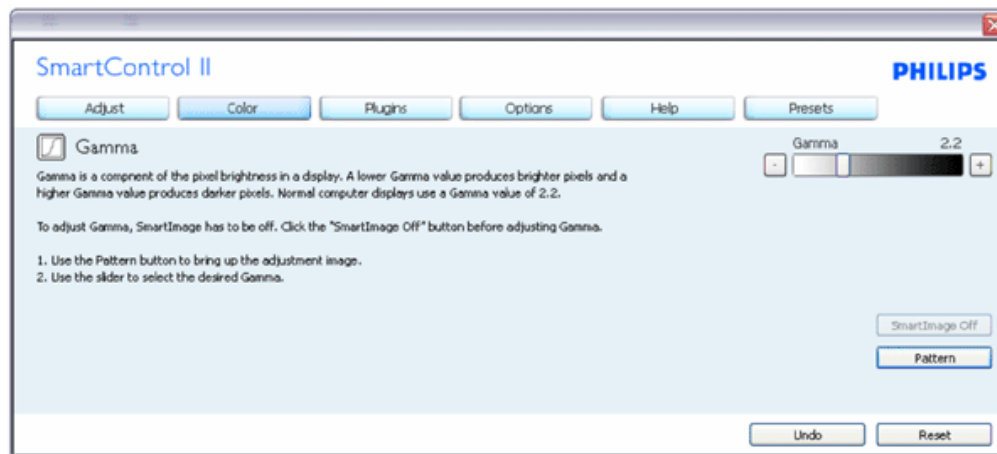 SmartControl II
PHILIPS
Adjust
Color
Plugins
Options
Help
Presets
Gamma
Gamma 2.2
- +
Gamma is a compnent of the pixel brightness in a display. A lower Gamma value produces brighter pixels and a
higher Gamma value produces darker pixels. Normal computer displays use a Gamma value of 2.2.
To adjust Gamma, SmartImage has to be off. Click the "SmartImage Off" button before adjusting Gamma.
1. Use the Pattern button to bring up the adjustment image.
2. Use the slider to select the desired Gamma.
SmartImage Off
Pattern
Undo
Reset